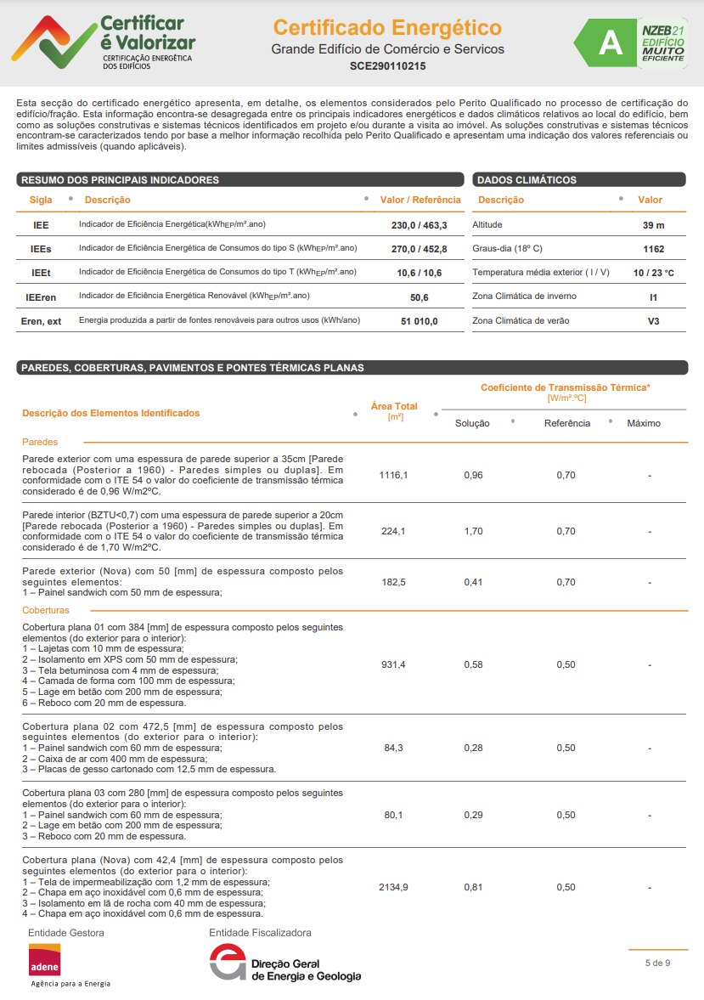 Certificar
é Valorizar
CERTIFICAÇÃO ENERGÉTICA
DOS EDIFÍCIOS
Certificado Energético
Grande Edifício de Comércio e Servicos
SCE290110215
A
NZEB21
EDIFÍCIO
MUITO
EFICIENTE
Esta secção do certificado energético apresenta, em detalhe, os elementos considerados pelo Perito Qualificado no processo de certificação do
edifício/fração. Esta informação encontra-se desagregada entre os principais indicadores energéticos e dados climáticos relativos ao local do edifício, bem
como as soluções construtivas e sistemas técnicos identificados em projeto e/ou durante a visita ao imóvel. As soluções construtivas e sistemas técnicos
encontram-se caracterizados tendo por base a melhor informação recolhida pelo Perito Qualificado e apresentam uma indicação dos valores referenciais ou
limites admissíveis (quando aplicáveis).
RESUMO DOS PRINCIPAIS INDICADORES
Sigla • Descrição • Valor / Referência
IEE Indicador de Eficiência Energética(kWhEP/m².ano) 230,0 / 463,3
IEEs Indicador de Eficiência Energética de Consumos do tipo S (kWhEP/m².ano) 270,0 / 452,8
IEEt Indicador de Eficiência Energética de Consumos do tipo T (kWhEP/m².ano) 10,6 / 10,6
IEEren Indicador de Eficiência Energética Renovável (kWhEP/m².ano) 50,6
Eren, ext Energia produzida a partir de fontes renováveis para outros usos (kWh/ano) 51 010,0
DADOS CLIMÁTICOS
Descrição • Valor
Altitude 39 m
Graus-dia (18º C) 1162
Temperatura média exterior ( I / V) 10 / 23 °C
Zona Climática de inverno I1
Zona Climática de verão V3
PAREDES, COBERTURAS, PAVIMENTOS E PONTES TÉRMICAS PLANAS
Descrição dos Elementos Identificados • Área Total
[m²] •
Coeficiente de Transmissão Térmica*
[W/m².ºC]
Solução • Referência • Máximo
Paredes
Parede exterior com uma espessura de parede superior a 35cm [Parede
rebocada (Posterior a 1960) - Paredes simples ou duplas]. Em
conformidade com o ITE 54 o valor do coeficiente de transmissão térmica
considerado é de 0,96 W/m2ºC.
1116,1 0,96 0,70 -
Parede interior (BZTU<0,7) com uma espessura de parede superior a 20cm
[Parede rebocada (Posterior a 1960) - Paredes simples ou duplas]. Em
conformidade com o ITE 54 o valor do coeficiente de transmissão térmica
considerado é de 1,70 W/m2ºC.
224,1 1,70 0,70 -
Parede exterior (Nova) com 50 [mm] de espessura composto pelos
seguintes elementos:
1 – Painel sandwich com 50 mm de espessura;
182,5 0,41 0,70 -
Coberturas
Cobertura plana 01 com 384 [mm] de espessura composto pelos seguintes
elementos (do exterior para o interior):
1 – Lajetas com 10 mm de espessura;
2 – Isolamento em XPS com 50 mm de espessura;
3 – Tela betuminosa com 4 mm de espessura;
4 – Camada de forma com 100 mm de espessura;
5 – Lage em betão com 200 mm de espessura;
6 – Reboco com 20 mm de espessura.
931,4 0,58 0,50 -
Cobertura plana 02 com 472,5 [mm] de espessura composto pelos
seguintes elementos (do exterior para o interior):
1 – Painel sandwich com 60 mm de espessura;
2 – Caixa de ar com 400 mm de espessura;
3 – Placas de gesso cartonado com 12,5 mm de espessura.
84,3 0,28 0,50 -
Cobertura plana 03 com 280 [mm] de espessura composto pelos seguintes
elementos (do exterior para o interior):
1 – Painel sandwich com 60 mm de espessura;
2 – Lage em betão com 200 mm de espessura;
3 – Reboco com 20 mm de espessura.
80,1 0,29 0,50 -
Cobertura plana (Nova) com 42,4 [mm] de espessura composto pelos
seguintes elementos (do exterior para o interior):
1 – Tela de impermeabilização com 1,2 mm de espessura;
2 – Chapa em aço inoxidável com 0,6 mm de espessura;
3 – Isolamento em lã de rocha com 40 mm de espessura;
4 – Chapa em aço inoxidável com 0,6 mm de espessura.
2134,9 0,81 0,50 -
Entidade Gestora
adene
Agência para a Energia
Entidade Fiscalizadora
Direção Geral
de Energia e Geologia
5 de 9